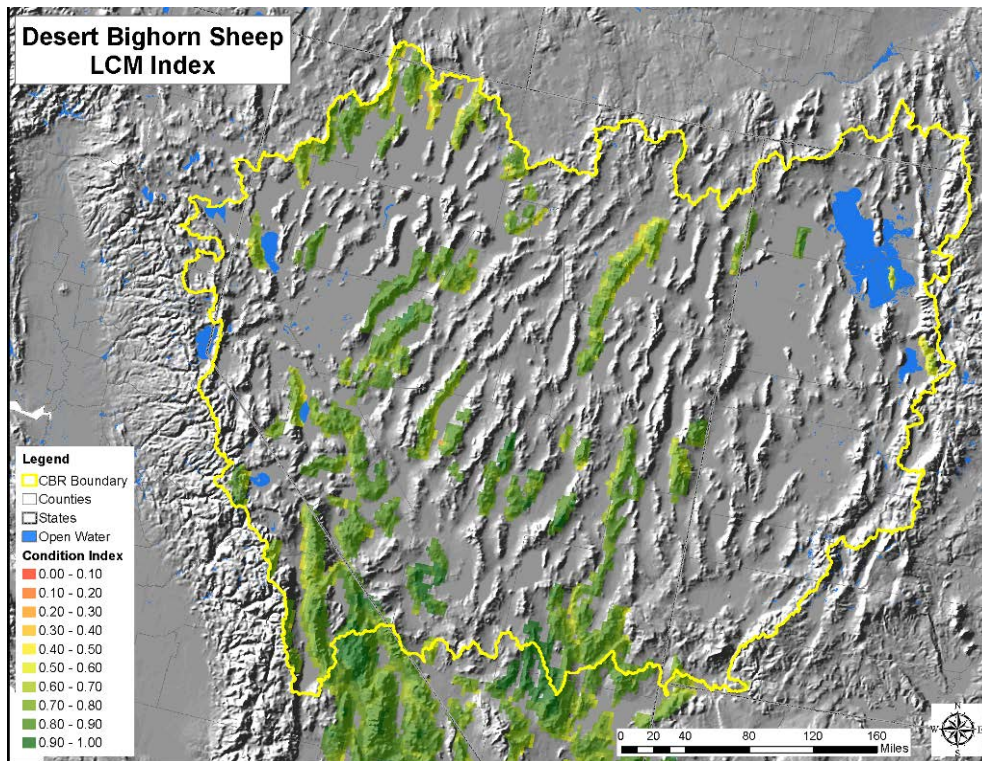 Desert Bighorn Sheep
LCM Index
Legend
CBR Boundary
Counties
States
Open Water
Condition Index
0.00 - 0.10
0.10 - 0.20
0.20 - 0.30
0.30 - 0.40
0.40 - 0.50
0.50 - 0.60
0.60 - 0.70
0.70 - 0.80
0.80 - 0.90
0.90 - 1.00
0 20 40 80 120 160
Miles
N
W E
S